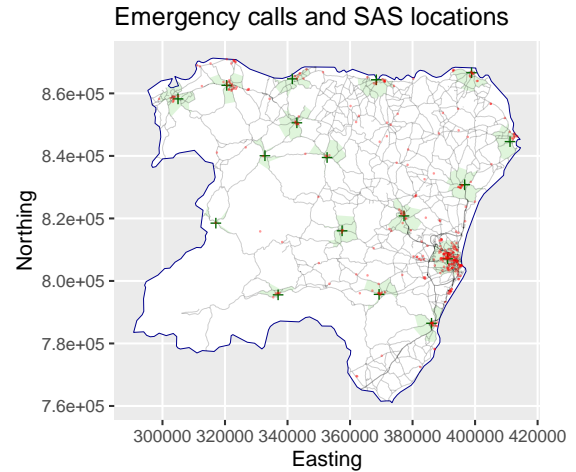 Emergency calls and SAS locations
Northing
8.6e+05
8.4e+05
8.2e+05
8.0e+05
7.8e+05
7.6e+05
300000 320000 340000 360000 380000 400000 420000
Easting